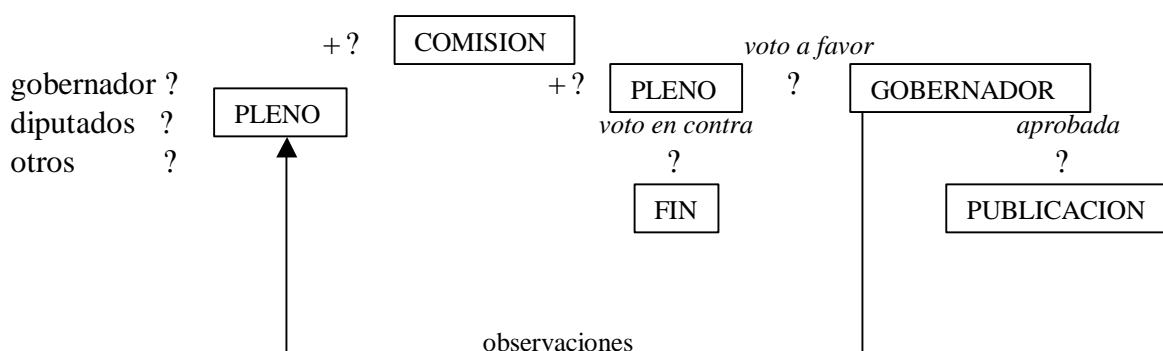 + ? COMISION voto a favor
gobernador ? + ? PLENO ? GOBERNADOR
diputados ? PLENO voto en contra aprobada
otros ? ? ?
FIN PUBLICACION
observaciones